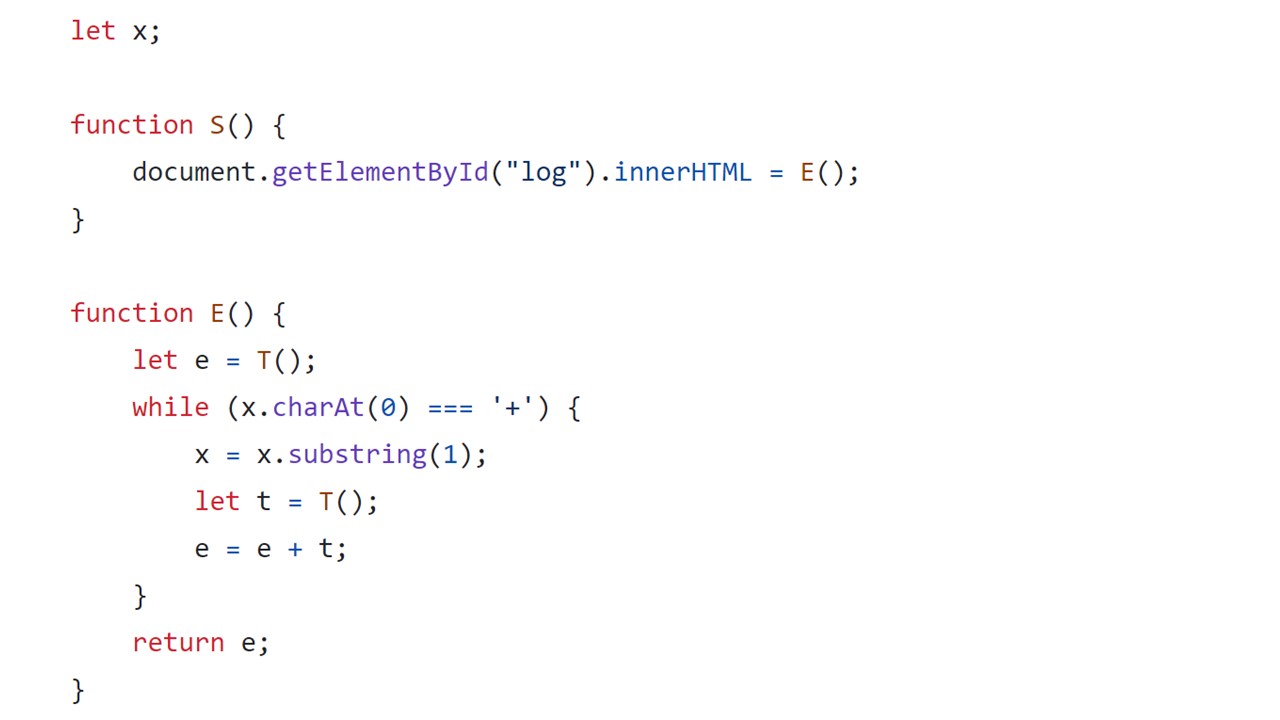 let x;
function S() {
    document.getElementById("log").innerHTML = E();
}
function E() {
    let e = T();
    while (x.charAt(0) === '+') {
        x = x.substring(1);
        let t = T();
        e = e + t;
    }
    return e;
}